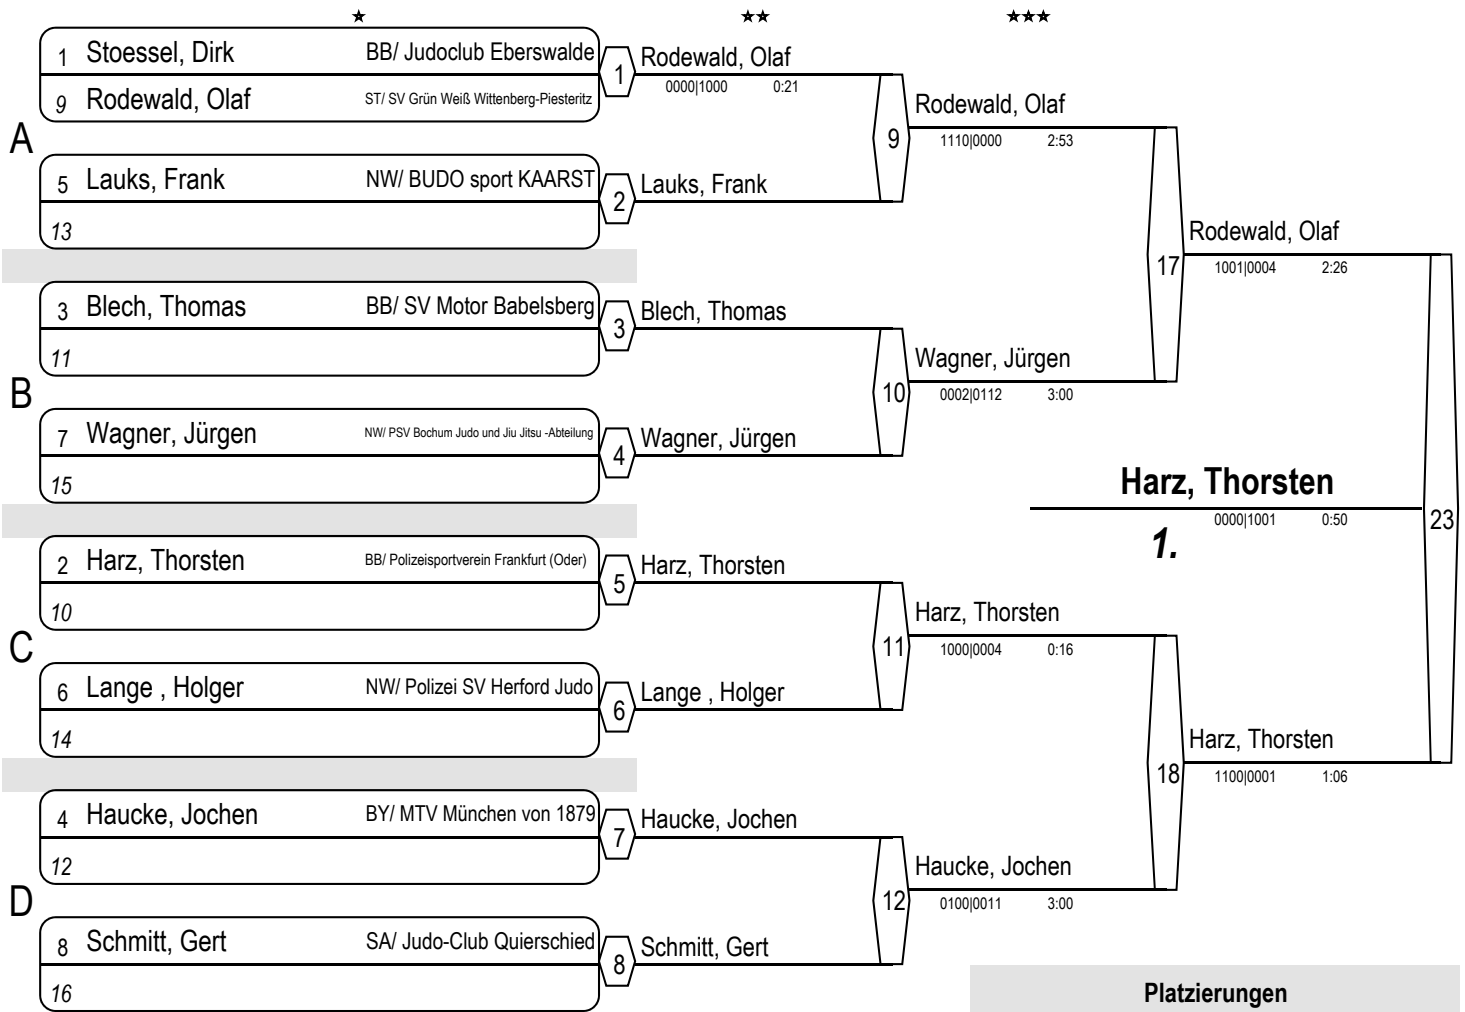 1 Stoessel, Dirk BB/ Judoclub Eberswalde
9 Rodewald, Olaf ST/ SV Grün Weiß Wittenberg-Piesteritz
1 Rodewald, Olaf
0000|1000 0:21
A
5 Lauks, Frank NW/ BUDO sport KAARST
13
2 Lauks, Frank
9 Rodewald, Olaf
1110|0000 2:53
3 Blech, Thomas BB/ SV Motor Babelsberg
11
3 Blech, Thomas
B
7 Wagner, Jürgen NW/ PSV Bochum Judo und Jiu Jitsu -Abteilung
15
4 Wagner, Jürgen
10 Wagner, Jürgen
0002|0112 3:00
17 Rodewald, Olaf
1001|0004 2:26
2 Harz, Thorsten BB/ Polizeisportverein Frankfurt (Oder)
10
5 Harz, Thorsten
C
6 Lange , Holger NW/ Polizei SV Herford Judo
14
6 Lange , Holger
11 Harz, Thorsten
1000|0004 0:16
4 Haucke, Jochen BY/ MTV München von 1879
12
7 Haucke, Jochen
D
8 Schmitt, Gert SA/ Judo-Club Quierschied
16
8 Schmitt, Gert
12 Haucke, Jochen
0100|0011 3:00
18 Harz, Thorsten
1100|0001 1:06
Harz, Thorsten
0000|1001 0:50
23
1.
Platzierungen